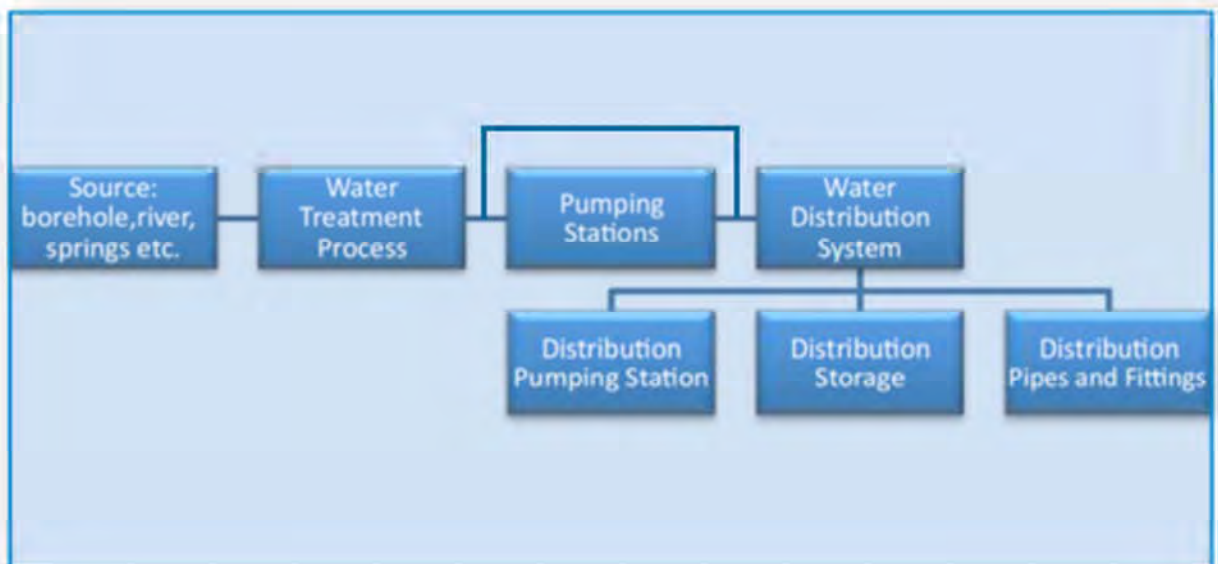 Source:
borehole,river,
springs etc.
Water
Treatment
Process
Pumping
Stations
Water
Distribution
System
Distribution
Pumping Station
Distribution
Storage
Distribution
Pipes and Fittings